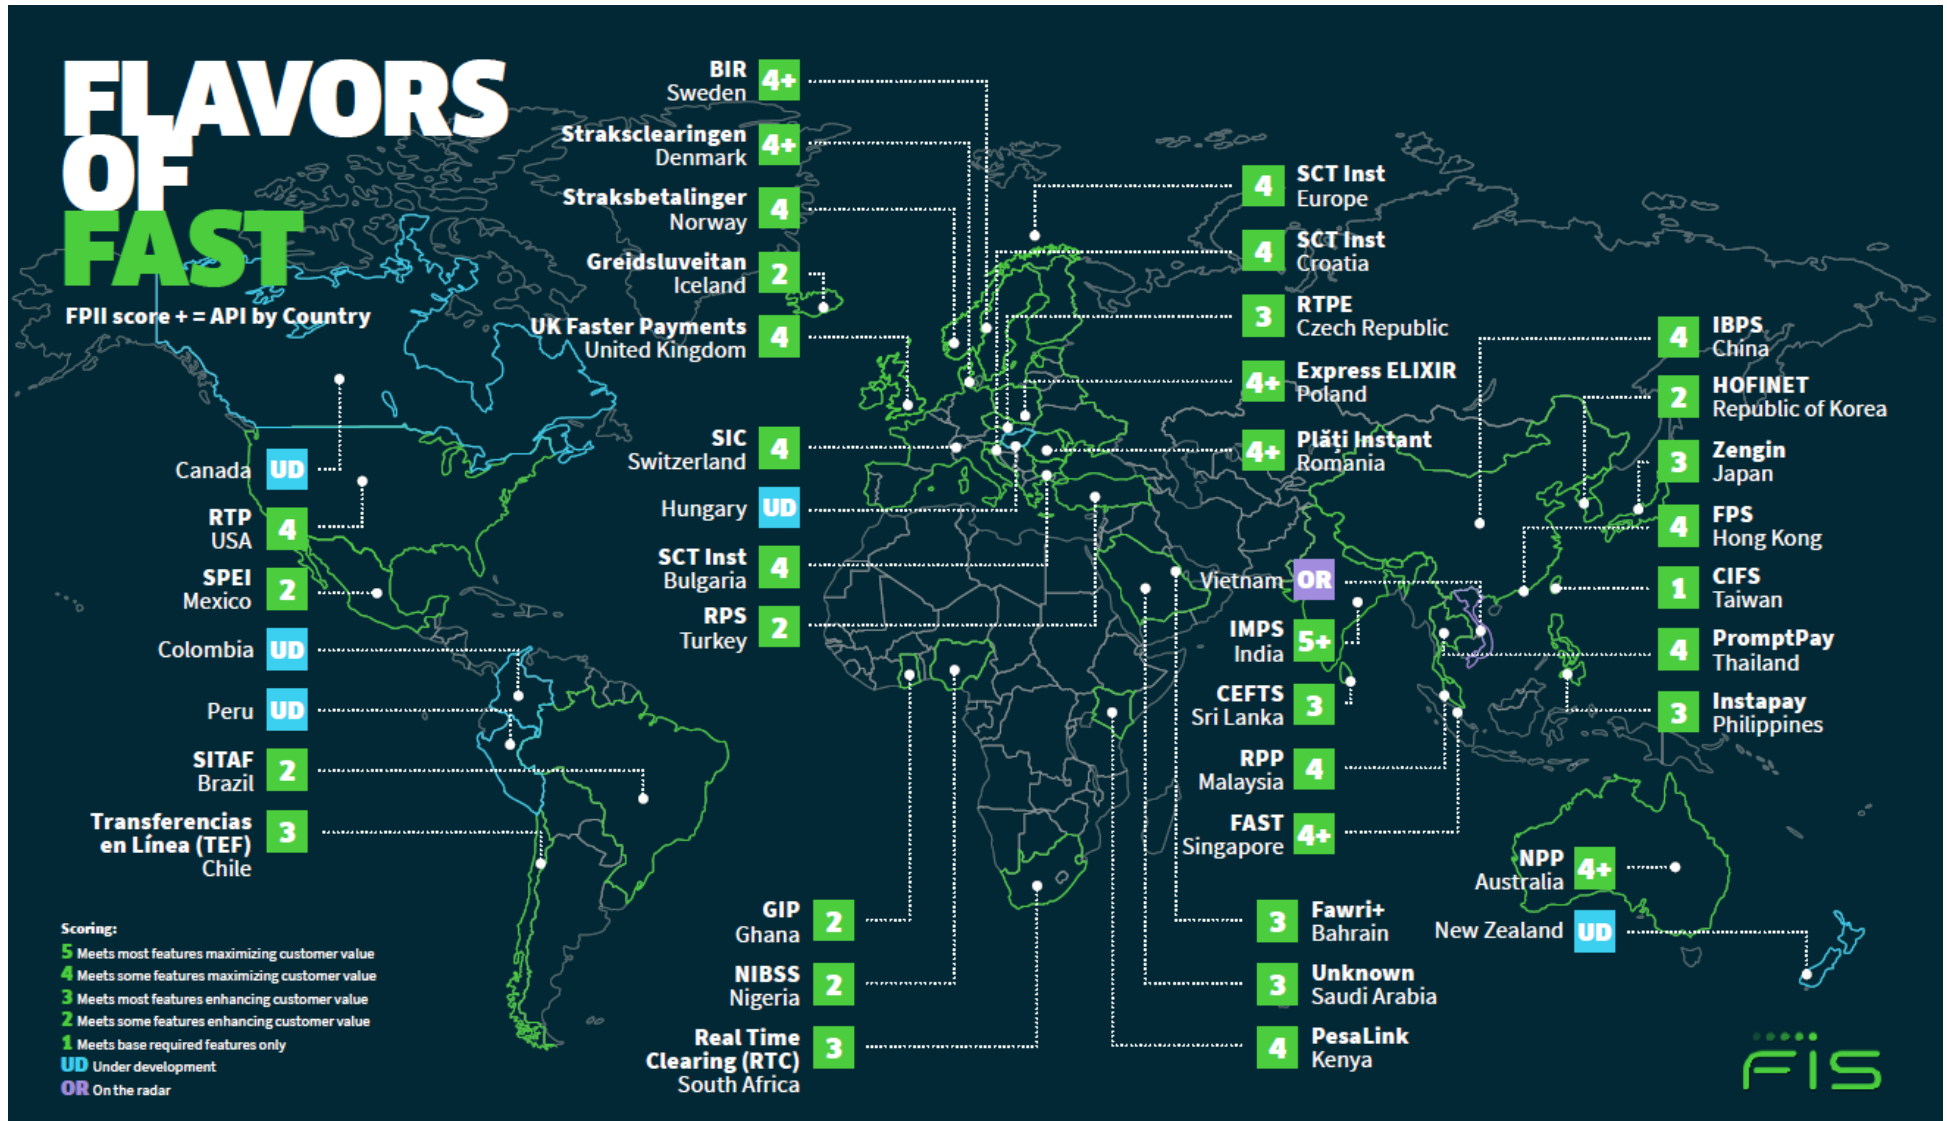 FLAVORS
OF
FAST
FPII score + = API by Country
BIR
Sweden
4+
Straksclearingen
Denmark
4+
Straksbetalinger
Norway
4
Greidsluveitan
Iceland
2
UK Faster Payments
United Kingdom
4
SIC
Switzerland
4
Hungary
UD
SCT Inst
Bulgaria
4
RPS
Turkey
2
4
SCT Inst
Europe
4
SCT Inst
Croatia
3
RTPE
Czech Republic
4+
Express ELIXIR
Poland
4+
Plăți Instant
Romania
4
IBPS
China
2
HOFINET
Republic of Korea
3
Zengin
Japan
4
FPS
Hong Kong
1
CIFS
Taiwan
4
PromptPay
Thailand
3
Instapay
Philippines
Canada
UD
RTP
USA
4
SPEI
Mexico
2
Colombia
UD
Peru
UD
SITAF
Brazil
2
Transferencias
en Línea (TEF)
Chile
3
Vietnam
OR
IMPS
India
5+
CEFTS
Sri Lanka
3
RPP
Malaysia
4
FAST
Singapore
4+
NPP
Australia
4+
New Zealand
UD
GIP
Ghana
2
NIBSS
Nigeria
2
Real Time
Clearing (RTC)
South Africa
3
3
Fawri+
Bahrain
3
Unknown
Saudi Arabia
4
PesaLink
Kenya
Scoring:
5 Meets most features maximizing customer value
4 Meets some features maximizing customer value
3 Meets most features enhancing customer value
2 Meets some features enhancing customer value
1 Meets base required features only
UD Under development
OR On the radar
FIS